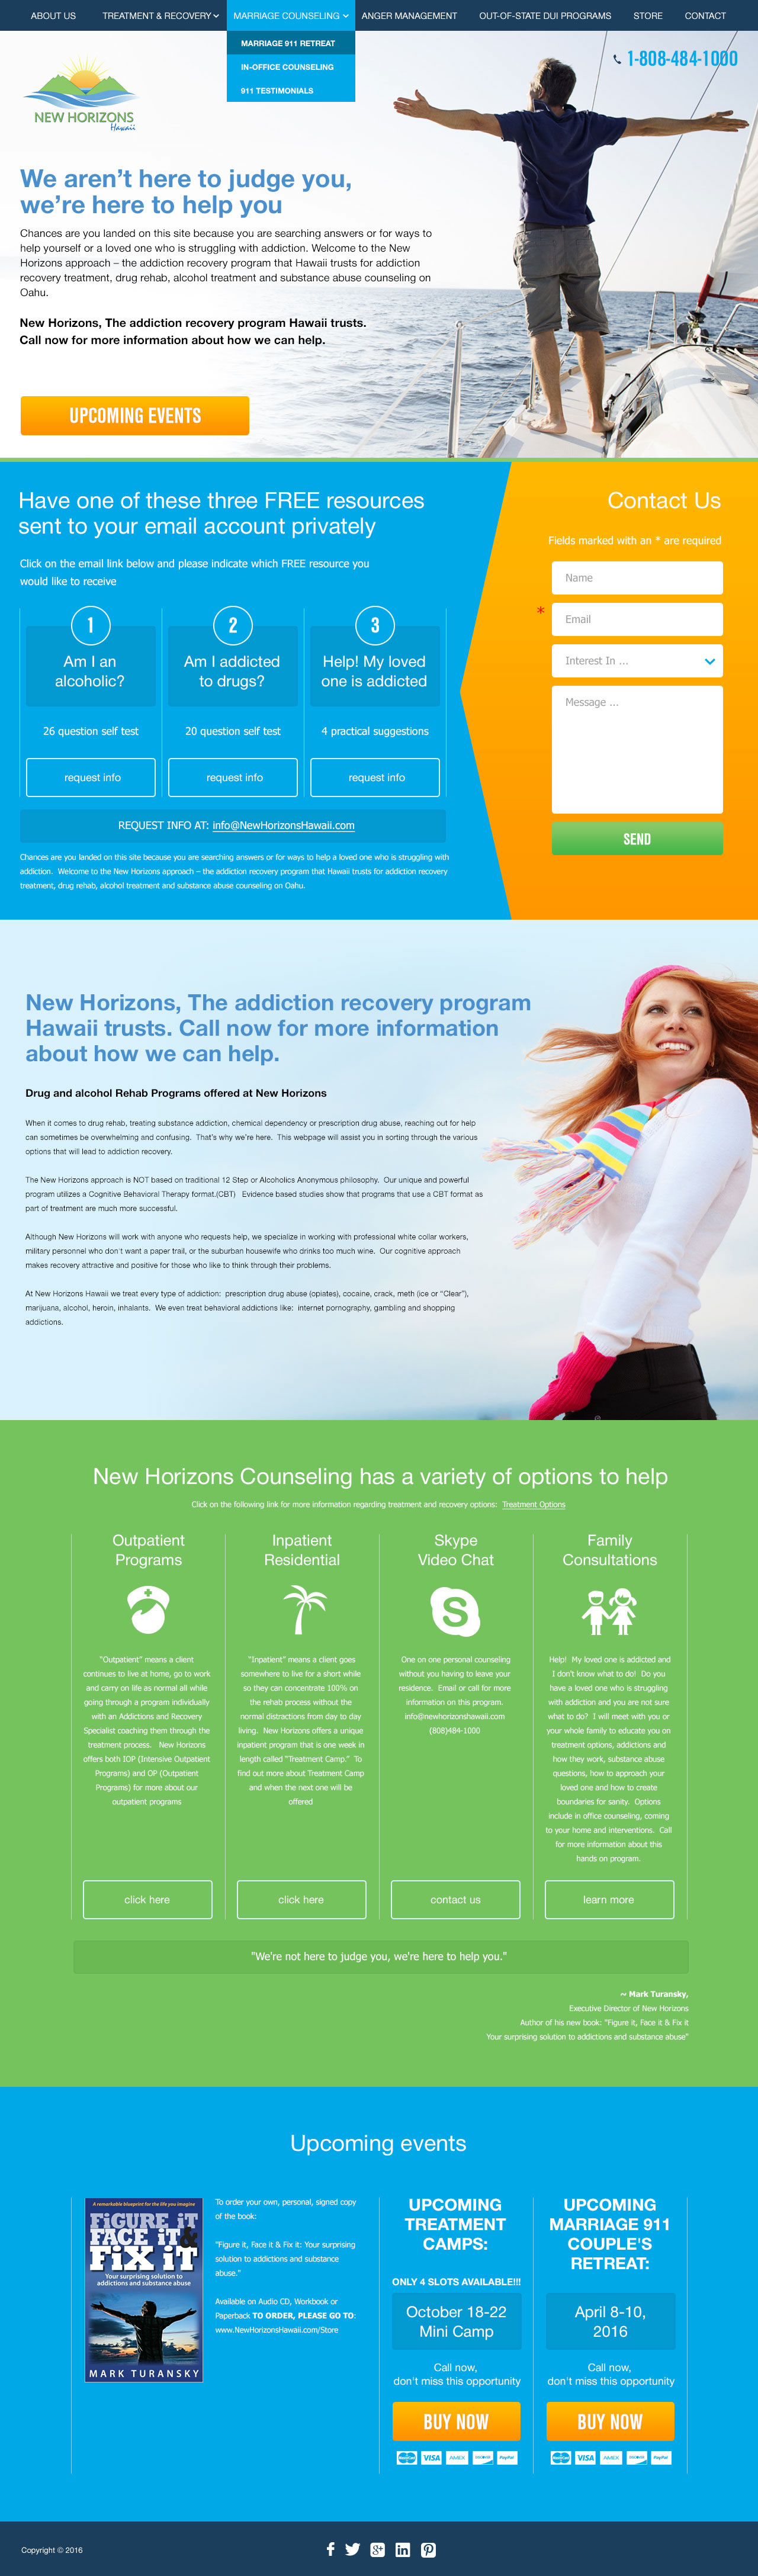 ABOUT US TREATMENT & RECOVERY MARRIAGE COUNSELING ANGER MANAGEMENT OUT-OF-STATE DUI PROGRAMS STORE CONTACT
MARRIAGE 911 RETREAT
IN-OFFICE COUNSELING
911 TESTIMONIALS
1-808-484-1000
NEW HORIZONS
Hawaii
We aren't here to judge you,
we're here to help you
Chances are you landed on this site because you are searching answers or for ways to
help yourself or a loved one who is struggling with addiction. Welcome to the New
Horizons approach – the addiction recovery program that Hawaii trusts for addiction
recovery treatment, drug rehab, alcohol treatment and substance abuse counseling on
Oahu.
New Horizons, The addiction recovery program Hawaii trusts.
Call now for more information about how we can help.
UPCOMING EVENTS
Have one of these three FREE resources
sent to your email account privately
Click on the email link below and please indicate which FREE resource you
would like to receive
1
Am I an
alcoholic?
26 question self test
request info
2
Am I addicted
to drugs?
20 question self test
request info
3
Help! My loved
one is addicted
4 practical suggestions
request info
REQUEST INFO AT: info@NewHorizonsHawaii.com
Chances are you landed on this site because you are searching answers or for ways to help a loved one who is struggling with
addiction. Welcome to the New Horizons approach – the addiction recovery program that Hawaii trusts for addiction recovery
treatment, drug rehab, alcohol treatment and substance abuse counseling on Oahu.
Contact Us
Fields marked with an * are required
Name
* Email
Interest In ...
Message ...
SEND
New Horizons, The addiction recovery program
Hawaii trusts. Call now for more information
about how we can help.
Drug and alcohol Rehab Programs offered at New Horizons
When it comes to drug rehab, treating substance addiction, chemical dependency or prescription drug abuse, reaching out for help
can sometimes be overwhelming and confusing. That's why we're here. This webpage will assist you in sorting through the various
options that will lead to addiction recovery.
The New Horizons approach is NOT based on traditional 12 Step or Alcoholics Anonymous philosophy. Our unique and powerful
program utilizes a Cognitive Behavioral Therapy format.(CBT) Evidence based studies show that programs that use a CBT format as
part of treatment are much more successful.
Although New Horizons will work with anyone who requests help, we specialize in working with professional white collar workers,
military personnel who don't want a paper trail, or the suburban housewife who drinks too much wine. Our cognitive approach
makes recovery attractive and positive for those who like to think through their problems.
At New Horizons Hawaii we treat every type of addiction: prescription drug abuse (opiates), cocaine, crack, meth (ice or "Clear"),
marijuana, alcohol, heroin, inalants. We even treat behavioral addictions like: internet pornography, gambling and shopping
addictions.
New Horizons Counseling has a variety of options to help
Click on the following link for more information regarding treatment and recovery options: Treatment Options
Outpatient
Programs
"Outpatient" means a client
continues to live at home, go to work
and carry on life as normal all while
going through a program individually
with an Addictions and Recovery
Specialist coaching them through the
treatment process. New Horizons
offers both IOP (Intensive Outpatient
Programs) and OP (Outpatient
Programs) for more about our
outpatient programs
click here
Inpatient
Residential
"Inpatient" means a client goes
somewhere to live for a short while
so they can concentrate 100% on
the rehab process without the
normal distractions from day to day
living. New Horizons offers a unique
inpatient program that is one week in
length called "Treatment Camp." To
find out more about Treatment Camp
and when the next one will be
offered
click here
Skype
Video Chat
One on one personal counseling
without you having to leave your
residence. Email or call for more
information on this program.
info@newhorizonshawaii.com
(808)484-1000
contact us
Family
Consultations
Help! My loved one is addicted and
I don't know what to do! Do you
have a loved one who is struggling
with addiction and you are not sure
what to do? I will meet with you or
your whole family to educate you on
treatment options, addictions and
how they work, substance abuse
questions, how to approach your
loved one and how to create
boundaries for sanity. Options
include in office counseling, coming
to your home and interventions. Call
for more information about this
hands on program.
learn more
"We're not here to judge you, we're here to help you."
~ Mark Turansky,
Executive Director of New Horizons
Author of his new book: "Figure it, Face it & Fix it
Your surprising solution to addictions and substance abuse"
Upcoming events
A remarkable blueprint for the life you imagine
FiGURE iT
FACE iT &
FiX iT
Your surprising solution to
addictions and substance abuse
MARK TURANSKY
To order your own, personal, signed copy
of the book:
"Figure it, Face it & Fix it: Your surprising
solution to addictions and substance
abuse."
Available on Audio CD, Workbook or
Paperback TO ORDER, PLEASE GO TO:
www.NewHorizonsHawaii.com/Store
UPCOMING
TREATMENT
CAMPS:
ONLY 4 SLOTS AVAILABLE!!!
October 18-22
Mini Camp
Call now,
don't miss this opportunity
BUY NOW
VISA AMEX PayPal
UPCOMING
MARRIAGE 911
COUPLE'S
RETREAT:
April 8-10,
2016
Call now,
don't miss this opportunity
BUY NOW
VISA AMEX PayPal
Copyright © 2016